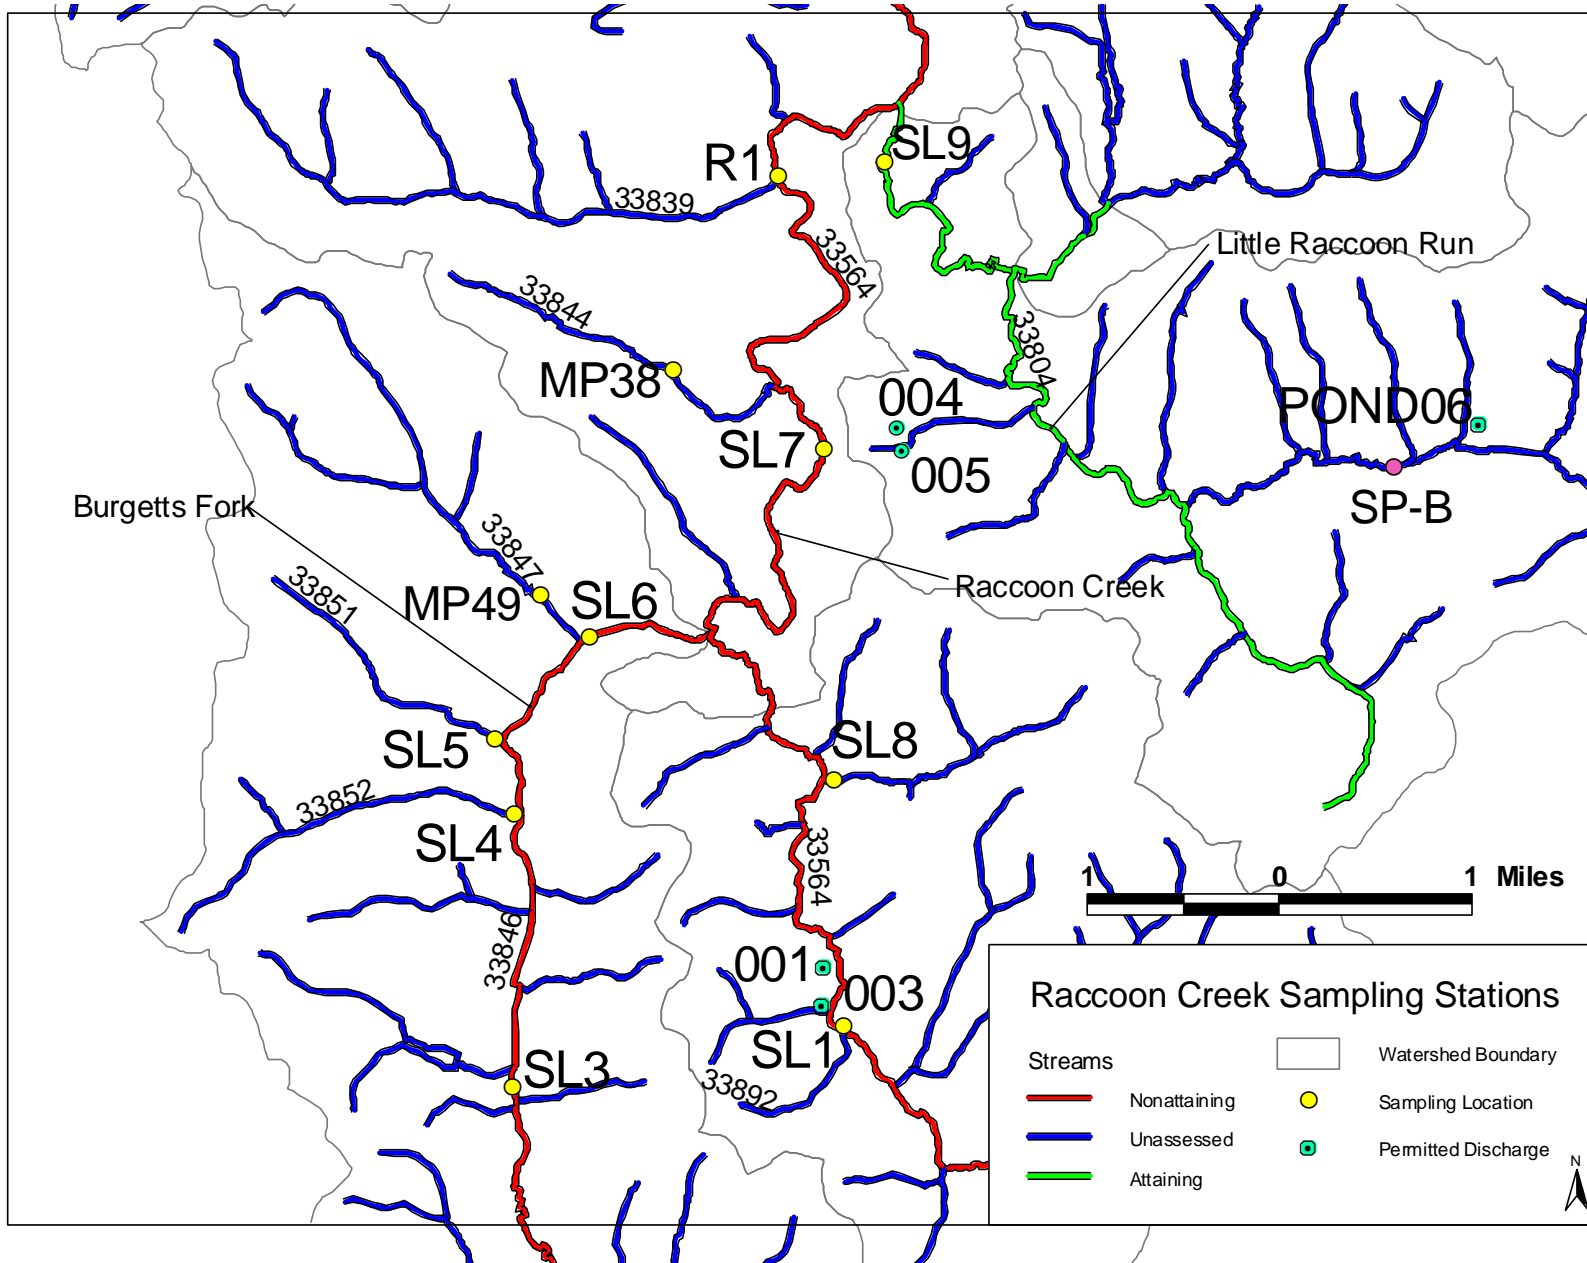 SL9
R1
33839
33564
Little Raccoon Run
33844
33804
MP38
004
POND06
SL7
005
SP-B
Burgetts Fork
33847
33851
MP49
SL6
Raccoon Creek
SL5
SL8
33852
SL4
33564
1 0 1 Miles
33846
001
003
SL1
SL3
33892
Raccoon Creek Sampling Stations
Streams
Watershed Boundary
Nonattaining
Sampling Location
Unassessed
Permitted Discharge
Attaining
N